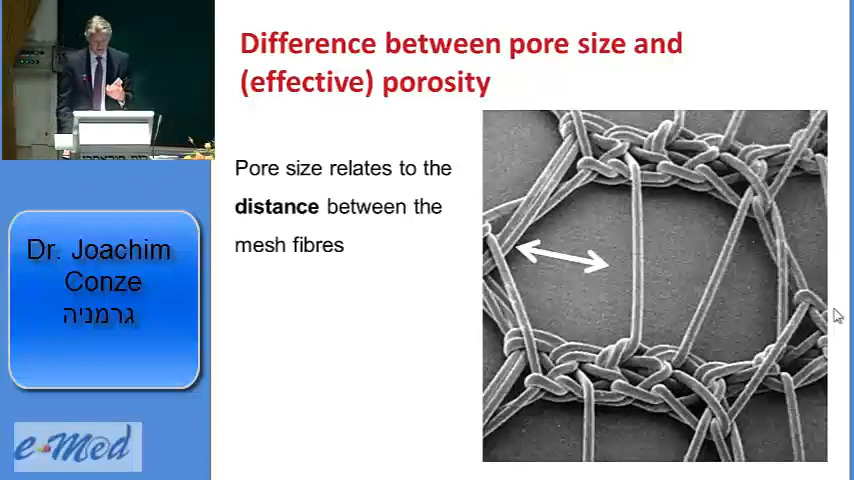 Difference between pore size and
(effective) porosity
Pore size relates to the
distance between the
mesh fibres
Dr. Joachim
Conze
גרמניה
e-Med